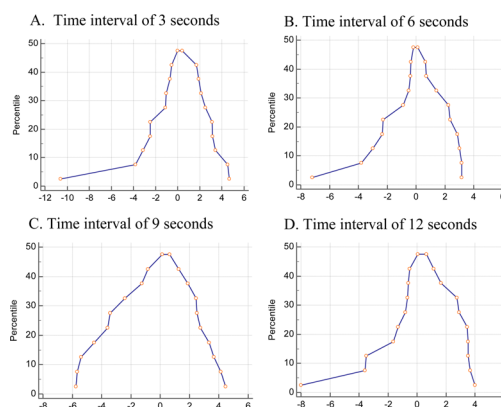 A. Time interval of 3 seconds
B. Time interval of 6 seconds
Percentile
50
40
30
20
10
0
-12 -10 -8 -6 -4 -2 0 2 4 6
Percentile
50
40
30
20
10
0
-8 -6 -4 -2 0 2 4 6
C. Time interval of 9 seconds
D. Time interval of 12 seconds
Percentile
50
40
30
20
10
0
-8 -6 -4 -2 0 2 4 6
Percentile
50
40
30
20
10
0
-8 -6 -4 -2 0 2 4 6